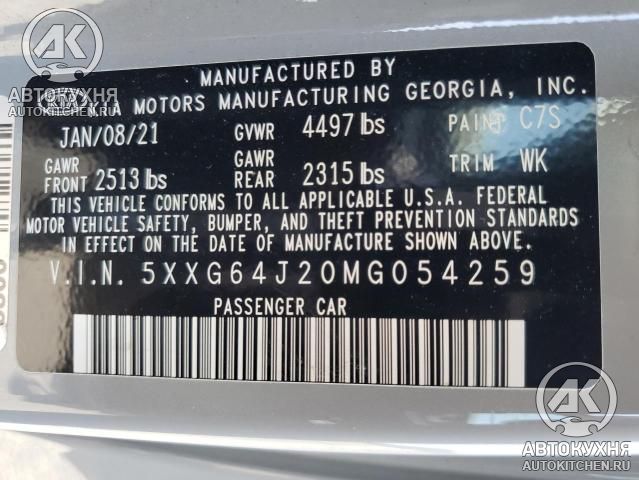 MANUFACTURED BY
KIA MOTORS MANUFACTURING GEORGIA, INC.
JAN/08/21 GVWR 4497 lbs PAINT C7S
GAWR FRONT 2513 lbs GAWR REAR 2315 lbs TRIM WK
THIS VEHICLE CONFORMS TO ALL APPLICABLE U.S.A. FEDERAL
MOTOR VEHICLE SAFETY, BUMPER, AND THEFT PREVENTION STANDARDS
IN EFFECT ON THE DATE OF MANUFACTURE SHOWN ABOVE.
V.I.N. 5XXG64J20MG054259
PASSENGER CAR
АК
АВТОКУХНЯ
AUTOKITCHEN.RU
АК
АВТОКУХНЯ
AUTOKITCHEN.RU